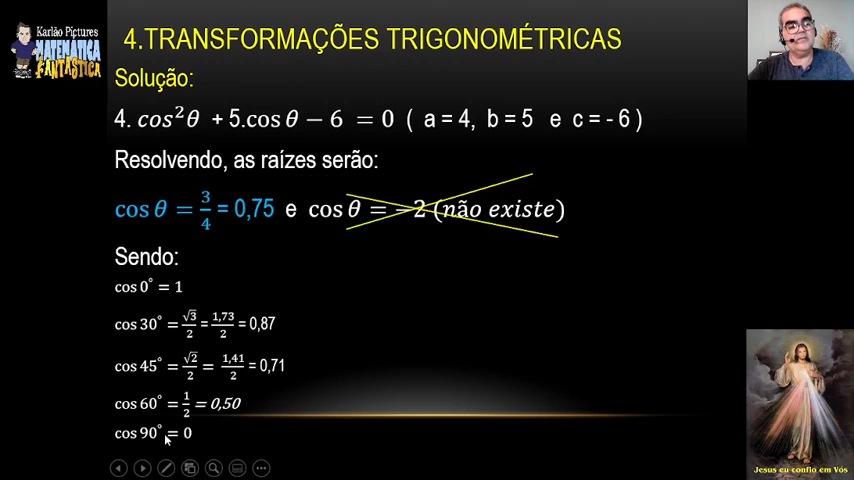 Karlão Pictures
MATEMÁTICA
FANTÁSTICA
4.TRANSFORMAÇÕES TRIGONOMÉTRICAS
Solução:
4. cos²θ + 5.cos θ − 6 = 0 ( a = 4, b = 5 e c = - 6 )
Resolvendo, as raízes serão:
cos θ = 3/4 = 0,75 e cos θ = −2 (não existe)
Sendo:
cos 0° = 1
cos 30° = √3/2 = 1,73/2 = 0,87
cos 45° = √2/2 = 1,41/2 = 0,71
cos 60° = 1/2 = 0,50
cos 90° = 0
Jesus eu confio em Vós